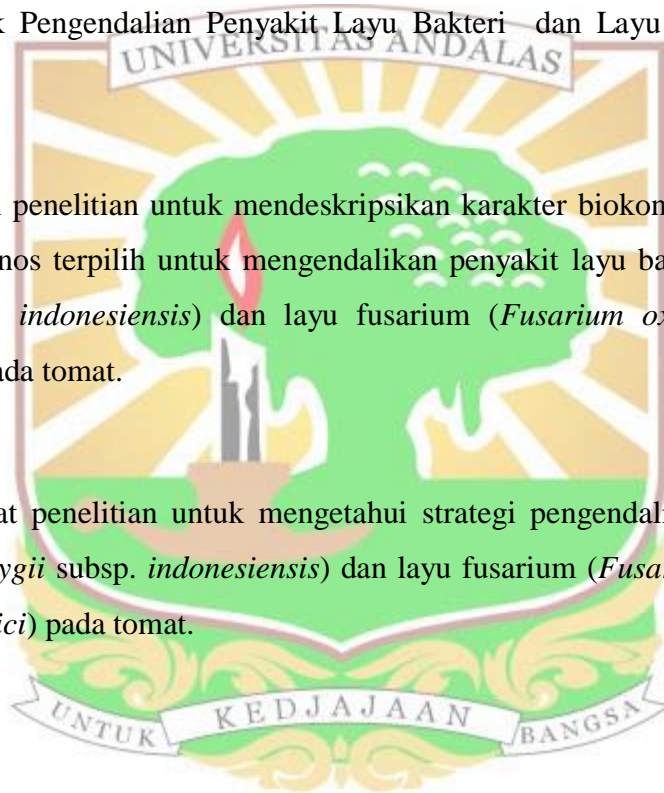 k Pengendalian Penyakit Layu Bakteri dan Layu
UNIVERSITAS ANDALAS
penelitian untuk mendeskripsikan karakter biokon
nos terpilih untuk mengendalikan penyakit layu ba
indonesiensis) dan layu fusarium (Fusarium ox
ada tomat.
at penelitian untuk mengetahui strategi pengendali
ygii subsp. indonesiensis) dan layu fusarium (Fusa
ici) pada tomat.
UNTUK KEDJAJAAN BANGSA